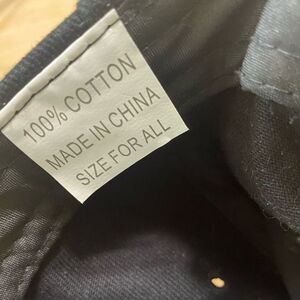 100% COTTON
MADE IN CHINA
SIZE FOR ALL